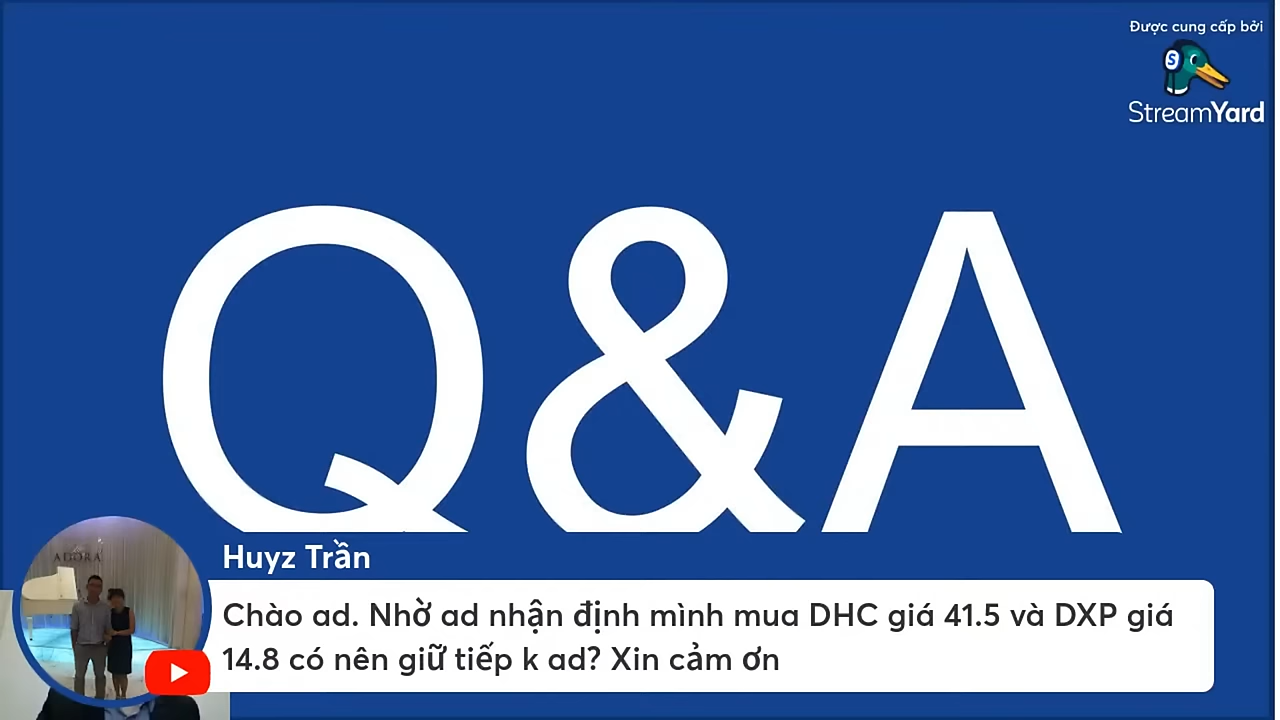 Được cung cấp bởi
S
StreamYard
Q&A
ADORA
Huyz Trần
Chào ad. Nhờ ad nhận định mình mua DHC giá 41.5 và DXP giá
14.8 có nên giữ tiếp k ad? Xin cảm ơn